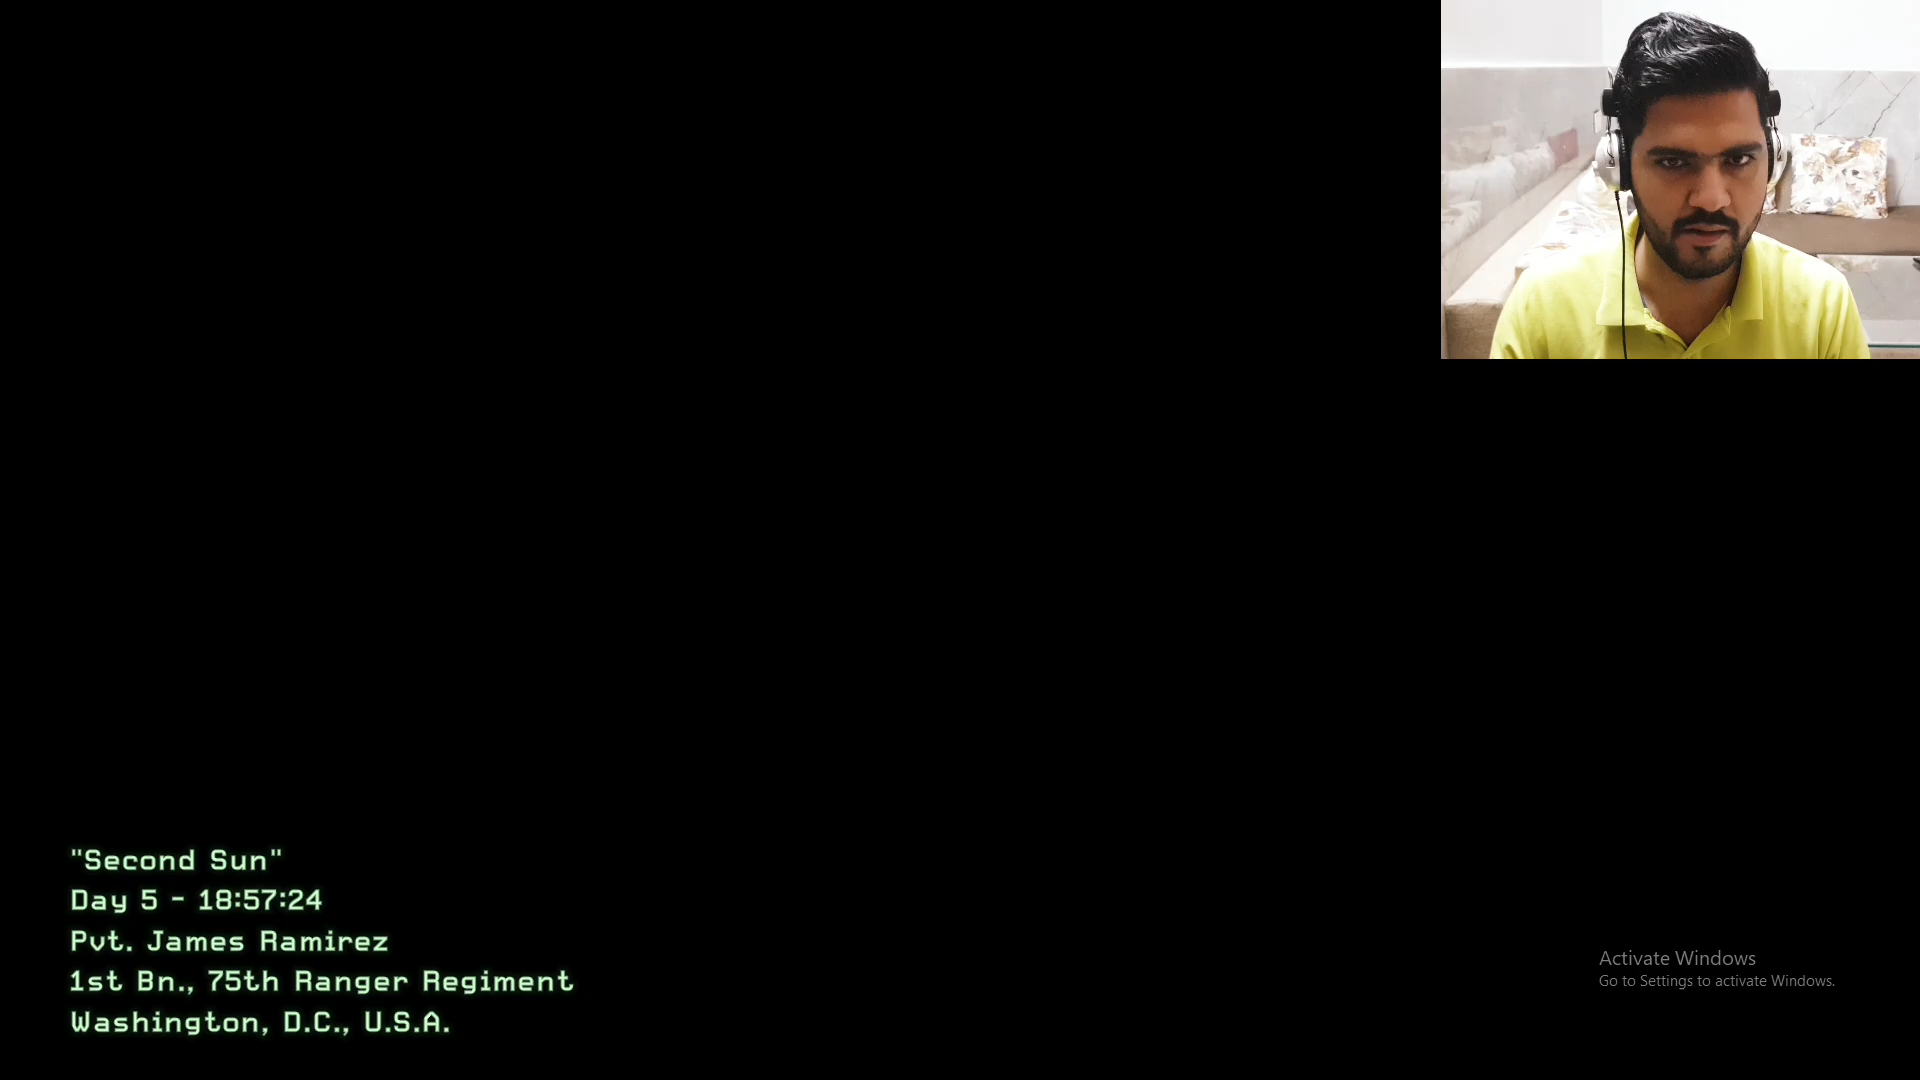 "Second Sun"
Day 5 - 18:57:24
Pvt. James Ramirez
1st Bn., 75th Ranger Regiment
Washington, D.C., U.S.A.
Activate Windows
Go to Settings to activate Windows.